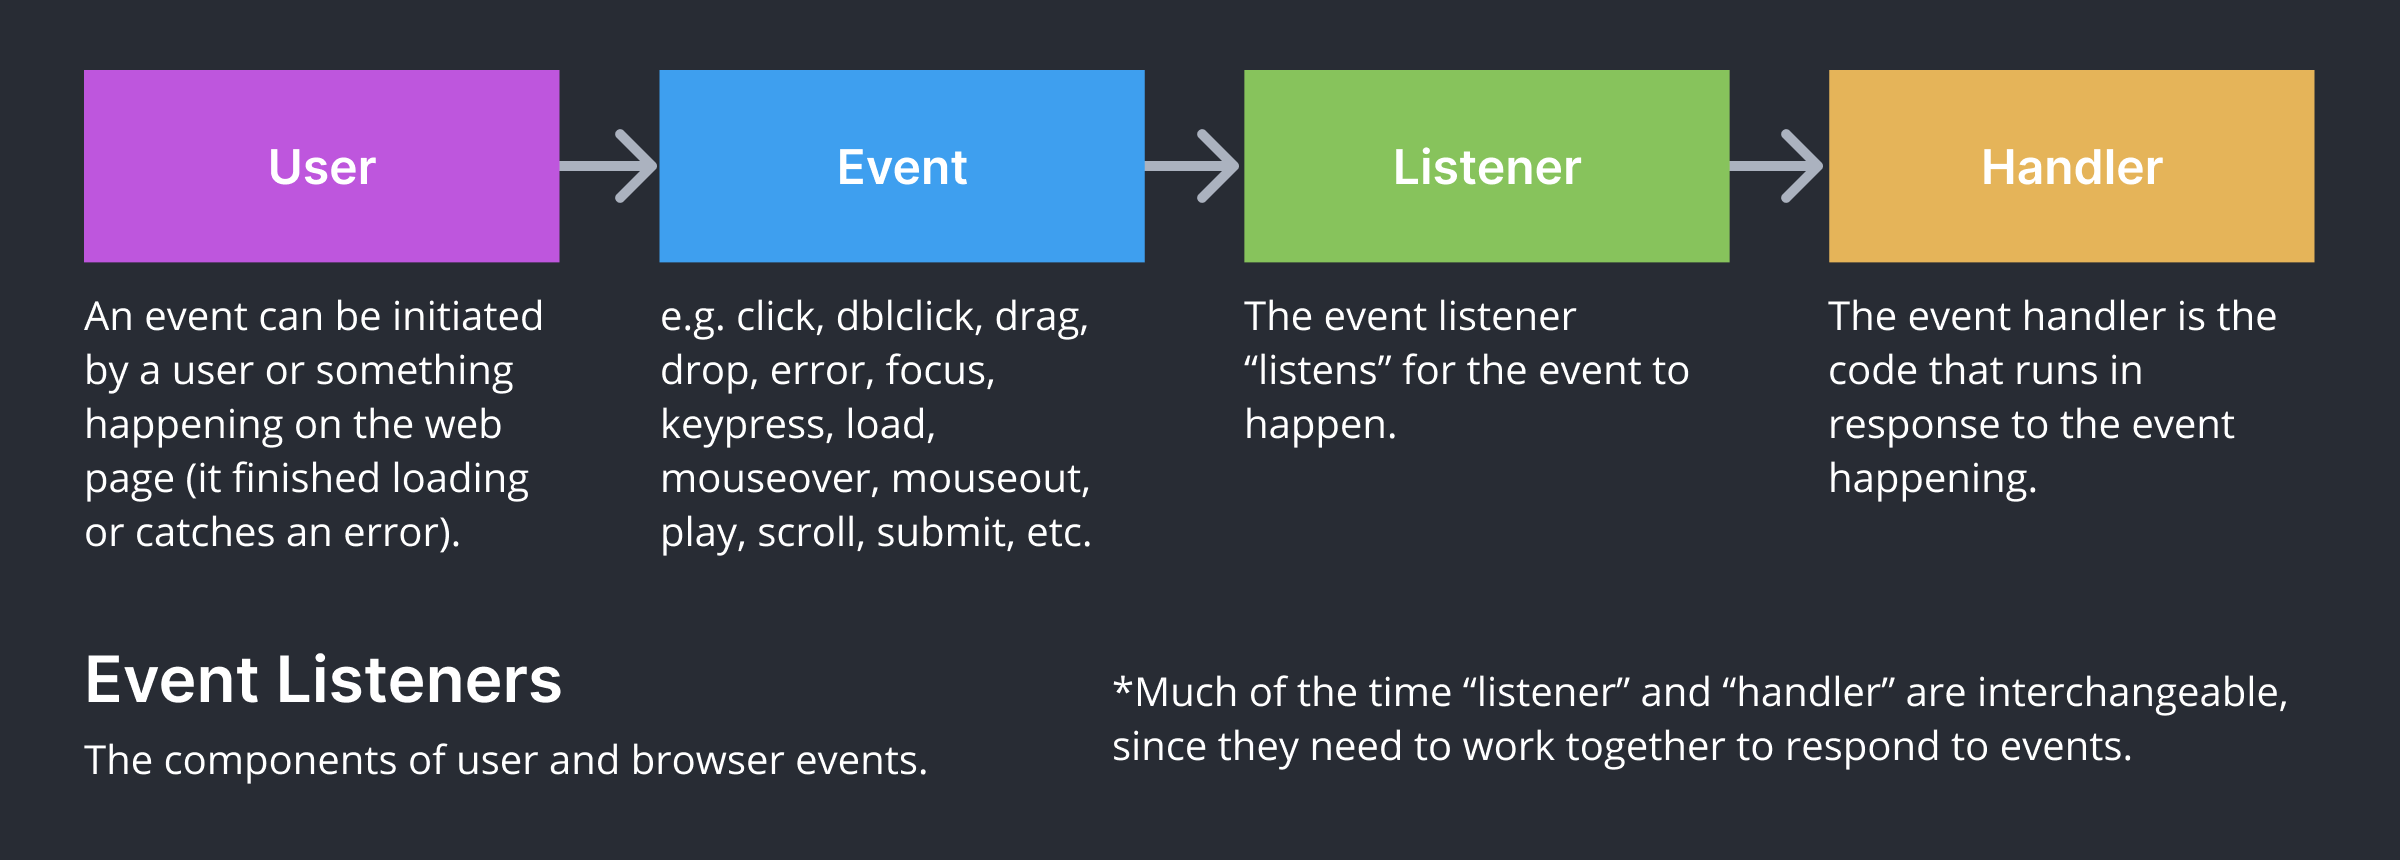 User
Event
Listener
Handler
An event can be initiated
by a user or something
happening on the web
page (it finished loading
or catches an error).
e.g. click, dblclick, drag,
drop, error, focus,
keypress, load,
mouseover, mouseout,
play, scroll, submit, etc.
The event listener
“listens” for the event to
happen.
The event handler is the
code that runs in
response to the event
happening.
Event Listeners
The components of user and browser events.
*Much of the time “listener” and “handler” are interchangeable,
since they need to work together to respond to events.